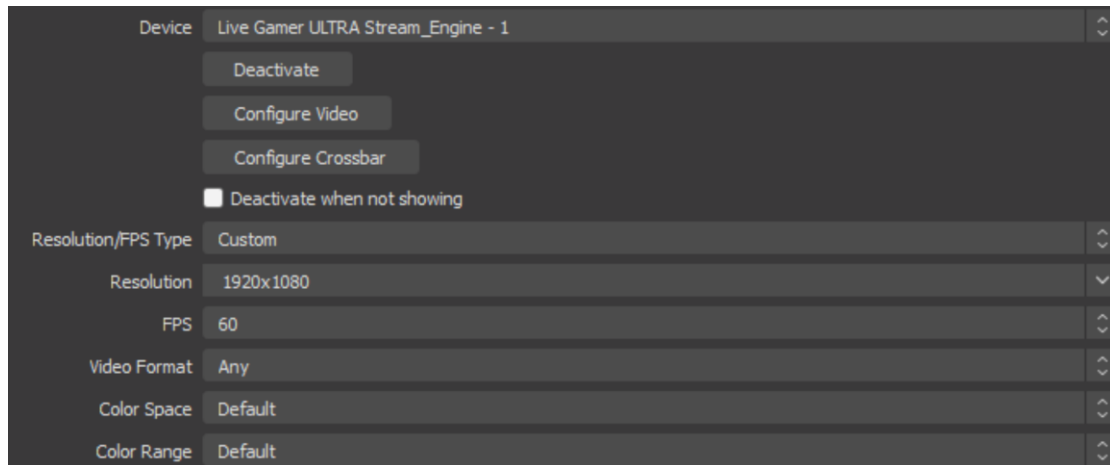 Device Live Gamer ULTRA Stream_Engine - 1
Deactivate
Configure Video
Configure Crossbar
Deactivate when not showing
Resolution/FPS Type Custom
Resolution 1920x1080
FPS 60
Video Format Any
Color Space Default
Color Range Default